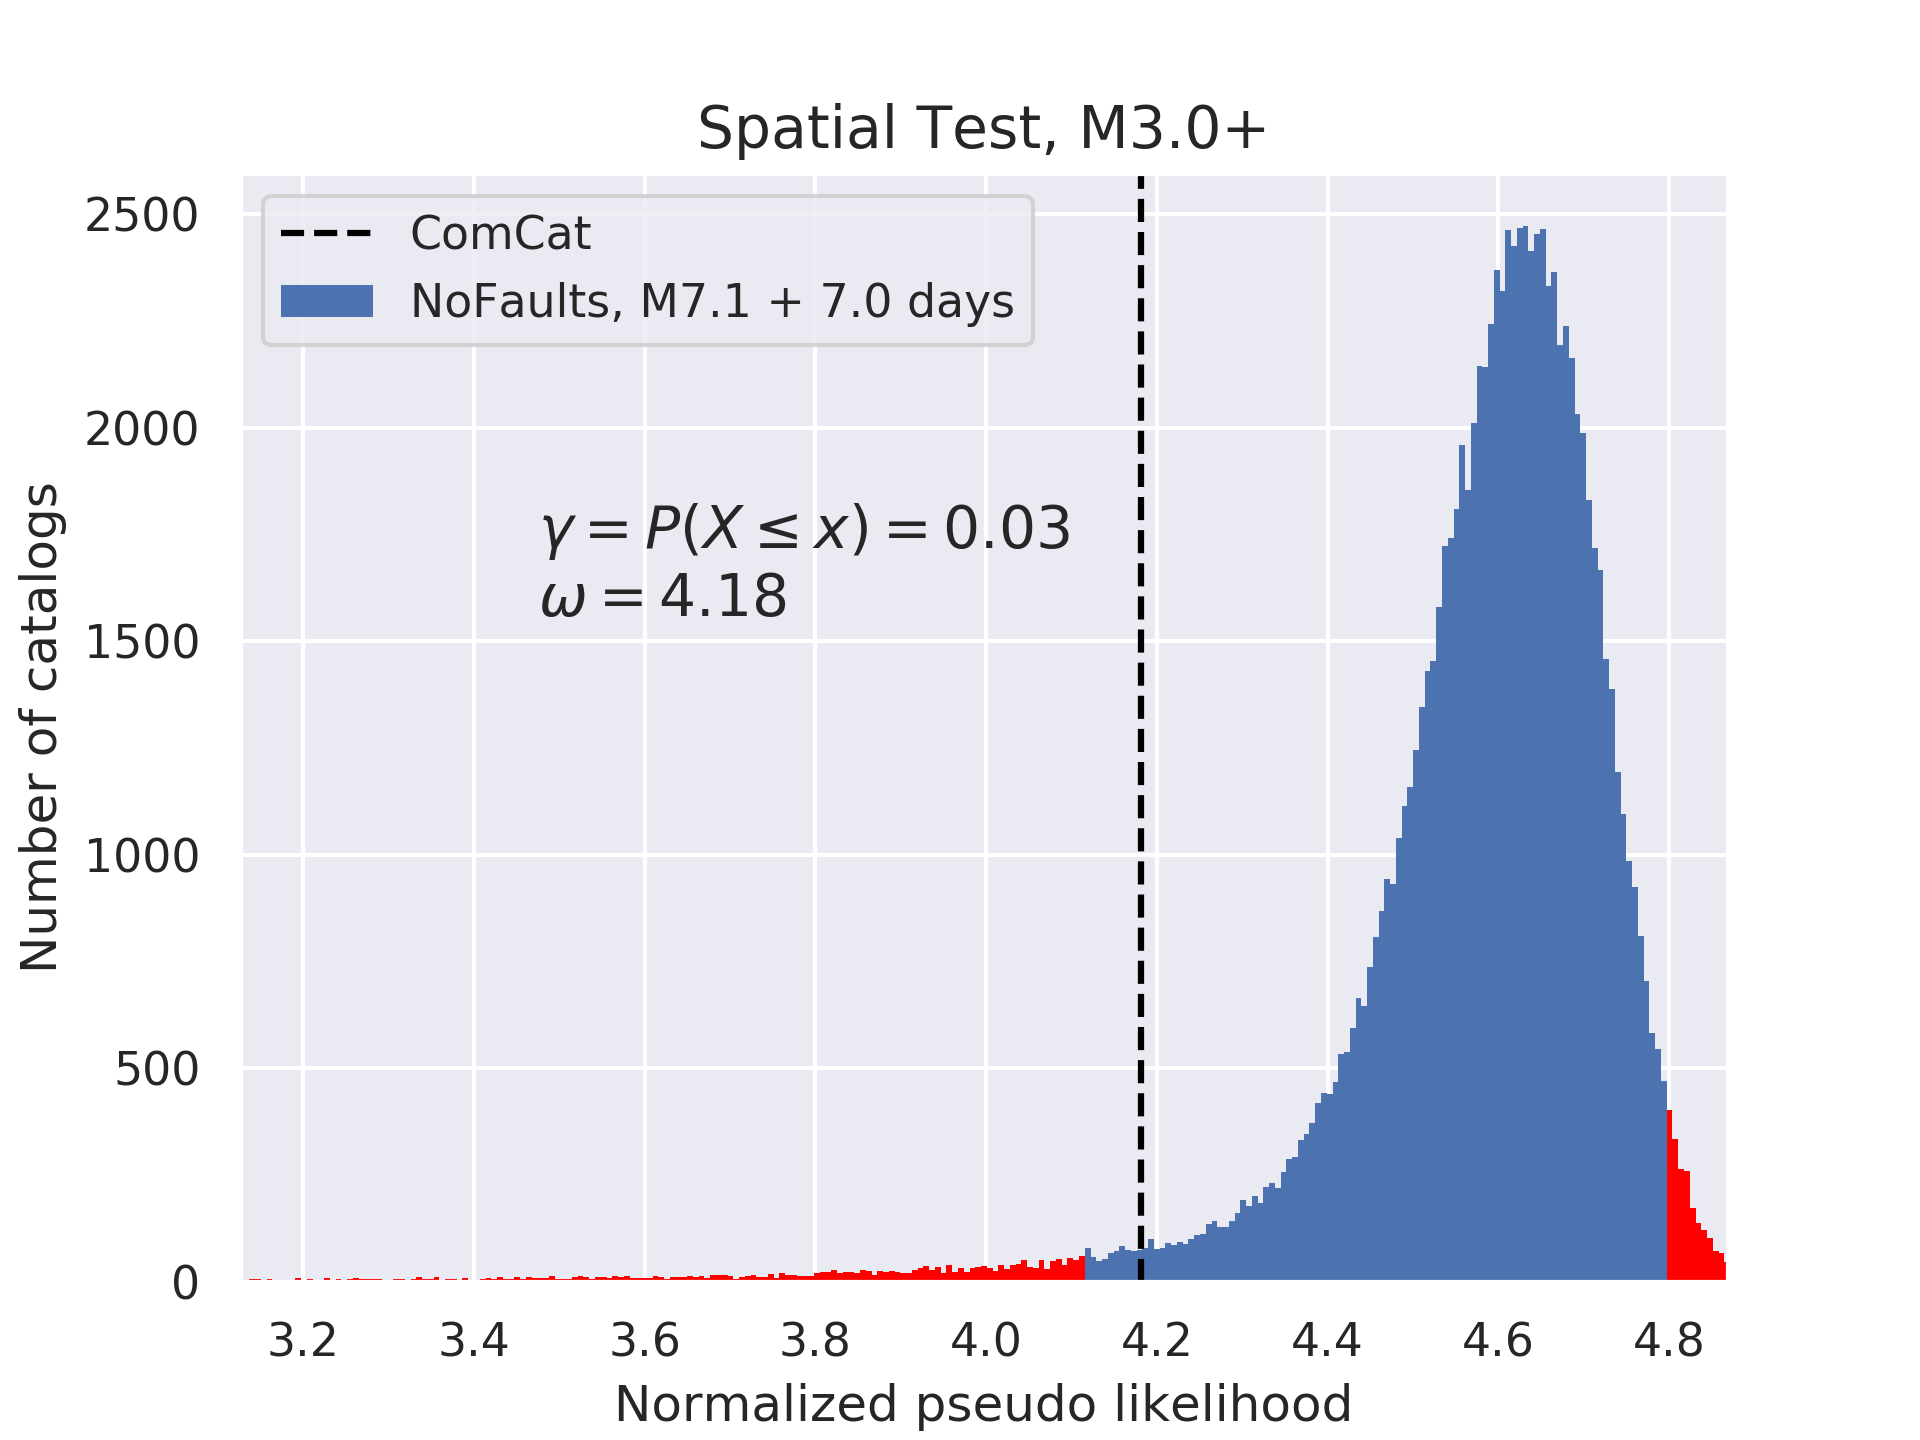 Spatial Test, M3.0+
ComCat
NoFaults, M7.1 + 7.0 days
γ = P(X ≤ x) = 0.03
ω = 4.18
Number of catalogs
2500
2000
1500
1000
500
0
3.2 3.4 3.6 3.8 4.0 4.2 4.4 4.6 4.8
Normalized pseudo likelihood